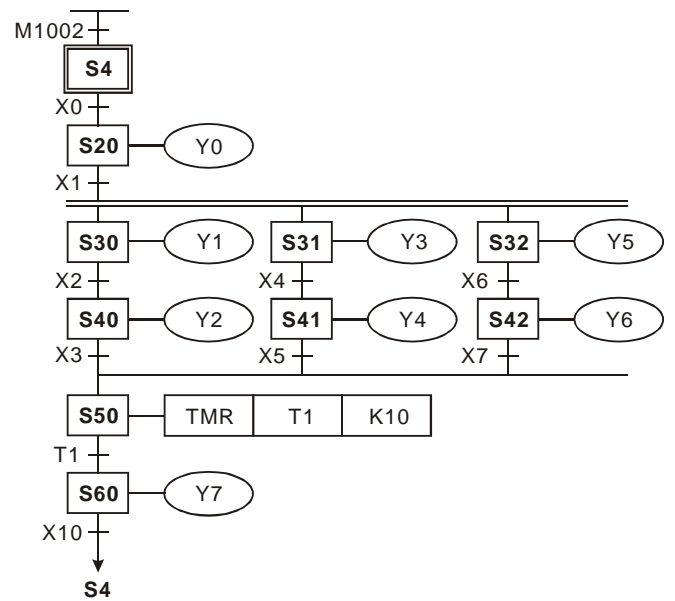 M1002
S4
X0
S20 Y0
X1
S30 Y1 S31 Y3 S32 Y5
X2 X4 X6
S40 Y2 S41 Y4 S42 Y6
X3 X5 X7
S50 TMR T1 K10
T1
S60 Y7
X10
S4